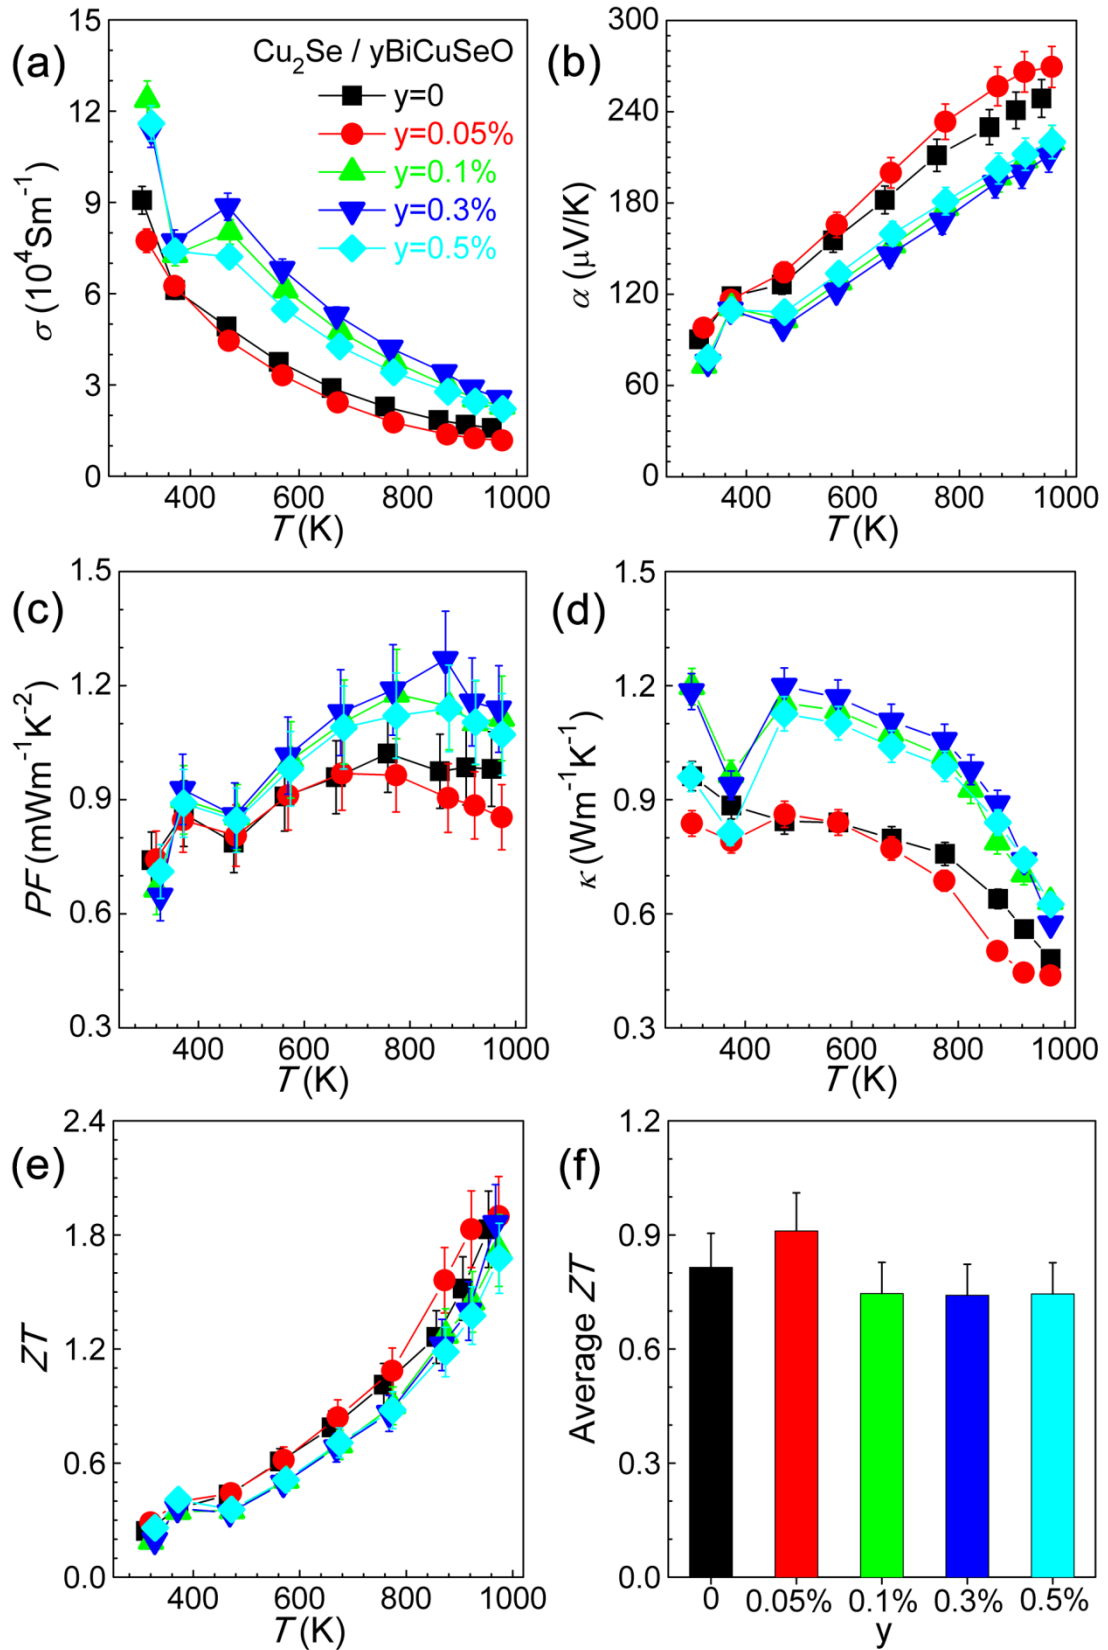 (a)
Cu₂Se / yBiCuSeO
y=0
y=0.05%
y=0.1%
y=0.3%
y=0.5%
15
12
9
6
3
0
σ (10⁴Sm⁻¹)
400 600 800 1000
T (K)
(b)
300
240
180
120
60
0
α (μV/K)
400 600 800 1000
T (K)
(c)
1.5
1.2
0.9
0.6
0.3
PF (mWm⁻¹K⁻²)
400 600 800 1000
T (K)
(d)
1.5
1.2
0.9
0.6
0.3
κ (Wm⁻¹K⁻¹)
400 600 800 1000
T (K)
(e)
2.4
1.8
1.2
0.6
0.0
ZT
400 600 800 1000
T (K)
(f)
1.2
0.9
0.6
0.3
0.0
Average ZT
0 0.05% 0.1% 0.3% 0.5%
y